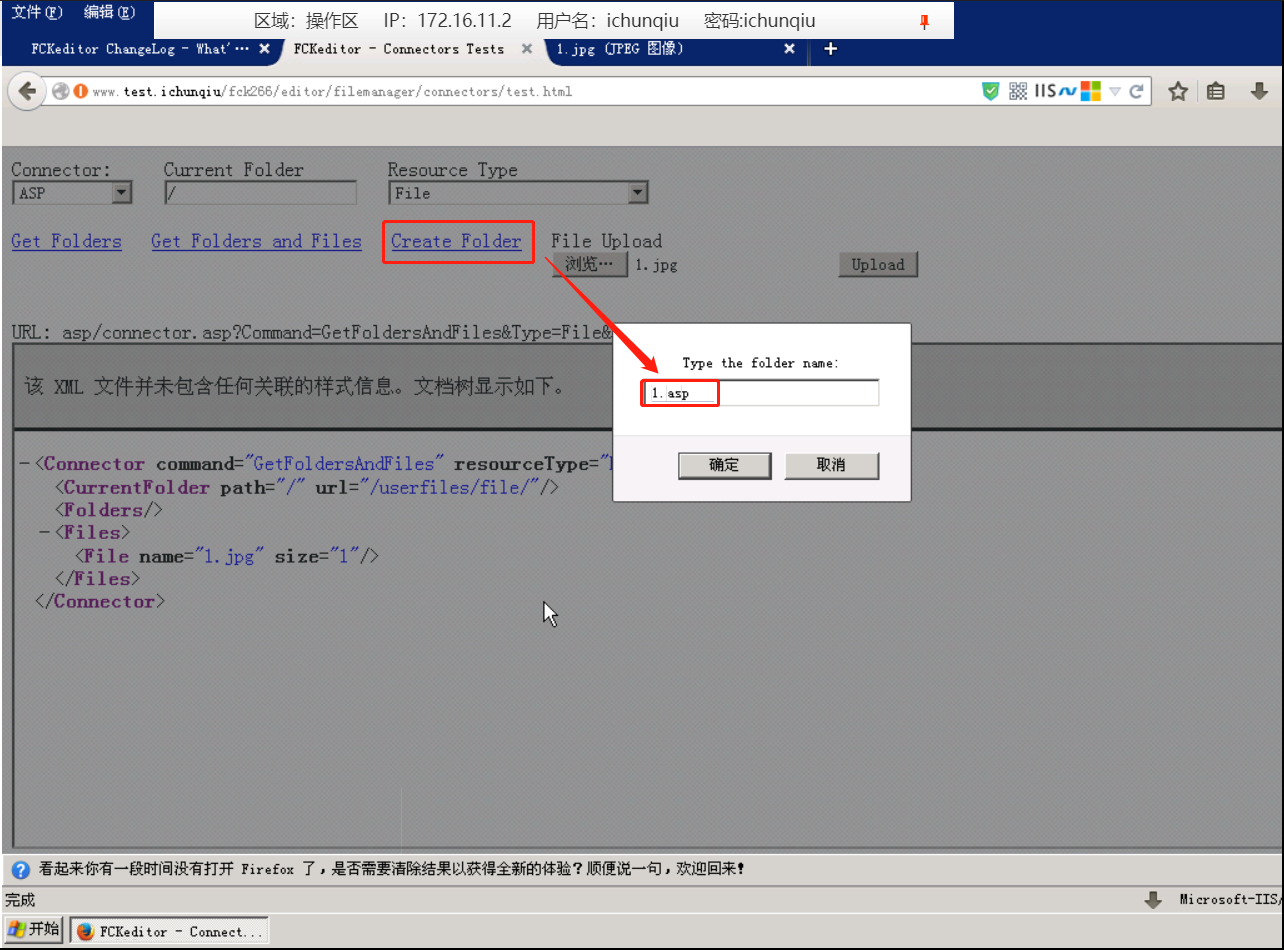 文件(F) 编辑(E) 区域：操作区 IP：172.16.11.2 用户名：ichunqiu 密码:ichunqiu
FCKeditor ChangeLog - What'… × FCKeditor - Connectors Tests × 1.jpg (JPEG 图像) × +
www.test.ichunqiu/fck266/editor/filemanager/connectors/test.html IIS
Connector: Current Folder Resource Type
ASP / File
Get Folders Get Folders and Files Create Folder File Upload
浏览… 1.jpg Upload
URL: asp/connector.asp?Command=GetFoldersAndFiles&Type=File&
Type the folder name:
1.asp
确定 取消
该 XML 文件并未包含任何关联的样式信息。文档树显示如下。
-<Connector command="GetFoldersAndFiles" resourceType="
<CurrentFolder path="/" url="/userfiles/file/"/>
<Folders/>
-<Files>
<File name="1.jpg" size="1"/>
</Files>
</Connector>
看起来你有一段时间没有打开 Firefox 了，是否需要清除结果以获得全新的体验？顺便说一句，欢迎回来！
完成 Microsoft-IIS/
开始 FCKeditor - Connect...